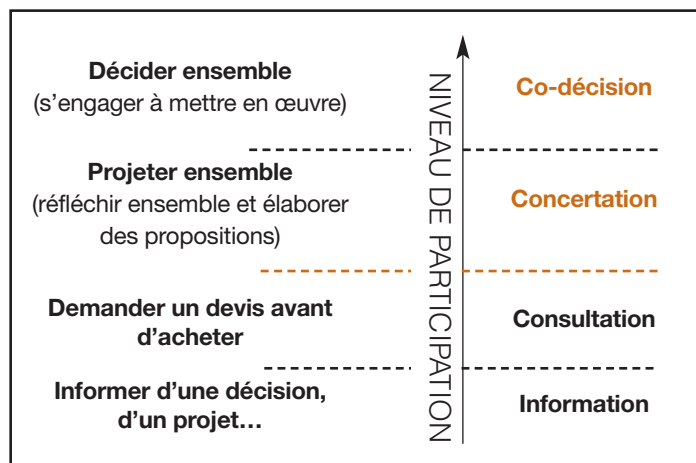 Décider ensemble
(s’engager à mettre en œuvre)
Co-décision
Projeter ensemble
(réfléchir ensemble et élaborer
des propositions)
Concertation
Demander un devis avant
d’acheter
Consultation
Informer d’une décision,
d’un projet…
Information
NIVEAU DE PARTICIPATION